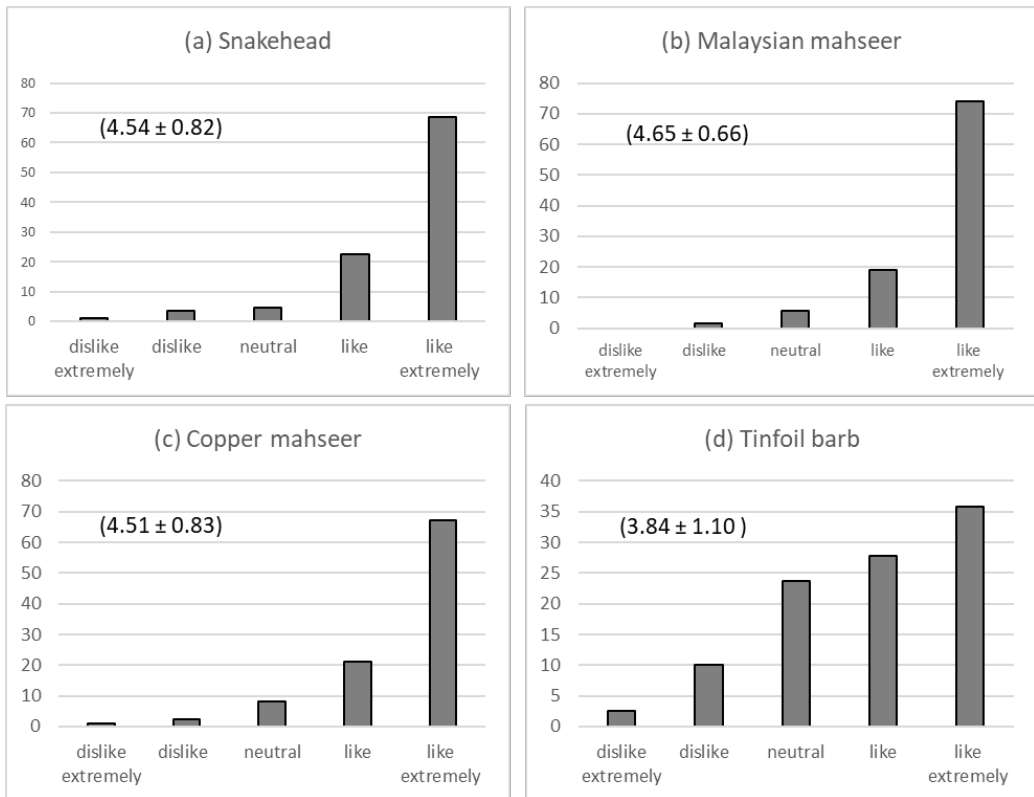 (a) Snakehead
80
70
60
50
40
30
20
10
0
(4.54 ± 0.82)
dislike extremely
dislike
neutral
like
like extremely
(b) Malaysian mahseer
80
70
60
50
40
30
20
10
0
(4.65 ± 0.66)
dislike extremely
dislike
neutral
like
like extremely
(c) Copper mahseer
80
70
60
50
40
30
20
10
0
(4.51 ± 0.83)
dislike extremely
dislike
neutral
like
like extremely
(d) Tinfoil barb
40
35
30
25
20
15
10
5
0
(3.84 ± 1.10 )
dislike extremely
dislike
neutral
like
like extremely